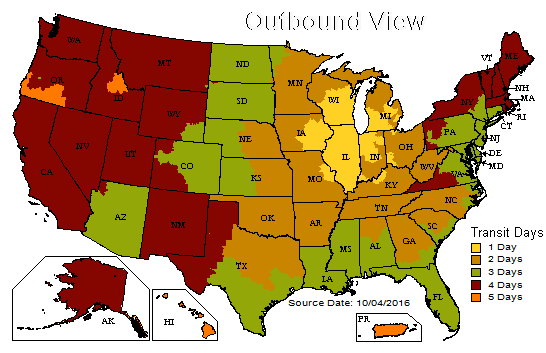 Outbound View
WA
MT
ND
MN
VT
ME
OR
ID
WY
SD
WI
MI
NY
NH
MA
RI
CT
NV
UT
CO
NE
IA
IL
IN
OH
PA
NJ
DE
MD
CA
KS
MO
KY
WV
VA
AZ
NM
OK
AR
TN
NC
SC
TX
LA
MS
AL
GA
FL
AK
HI
PR
Transit Days
1 Day
2 Days
3 Days
4 Days
5 Days
Source Date: 10/04/2016